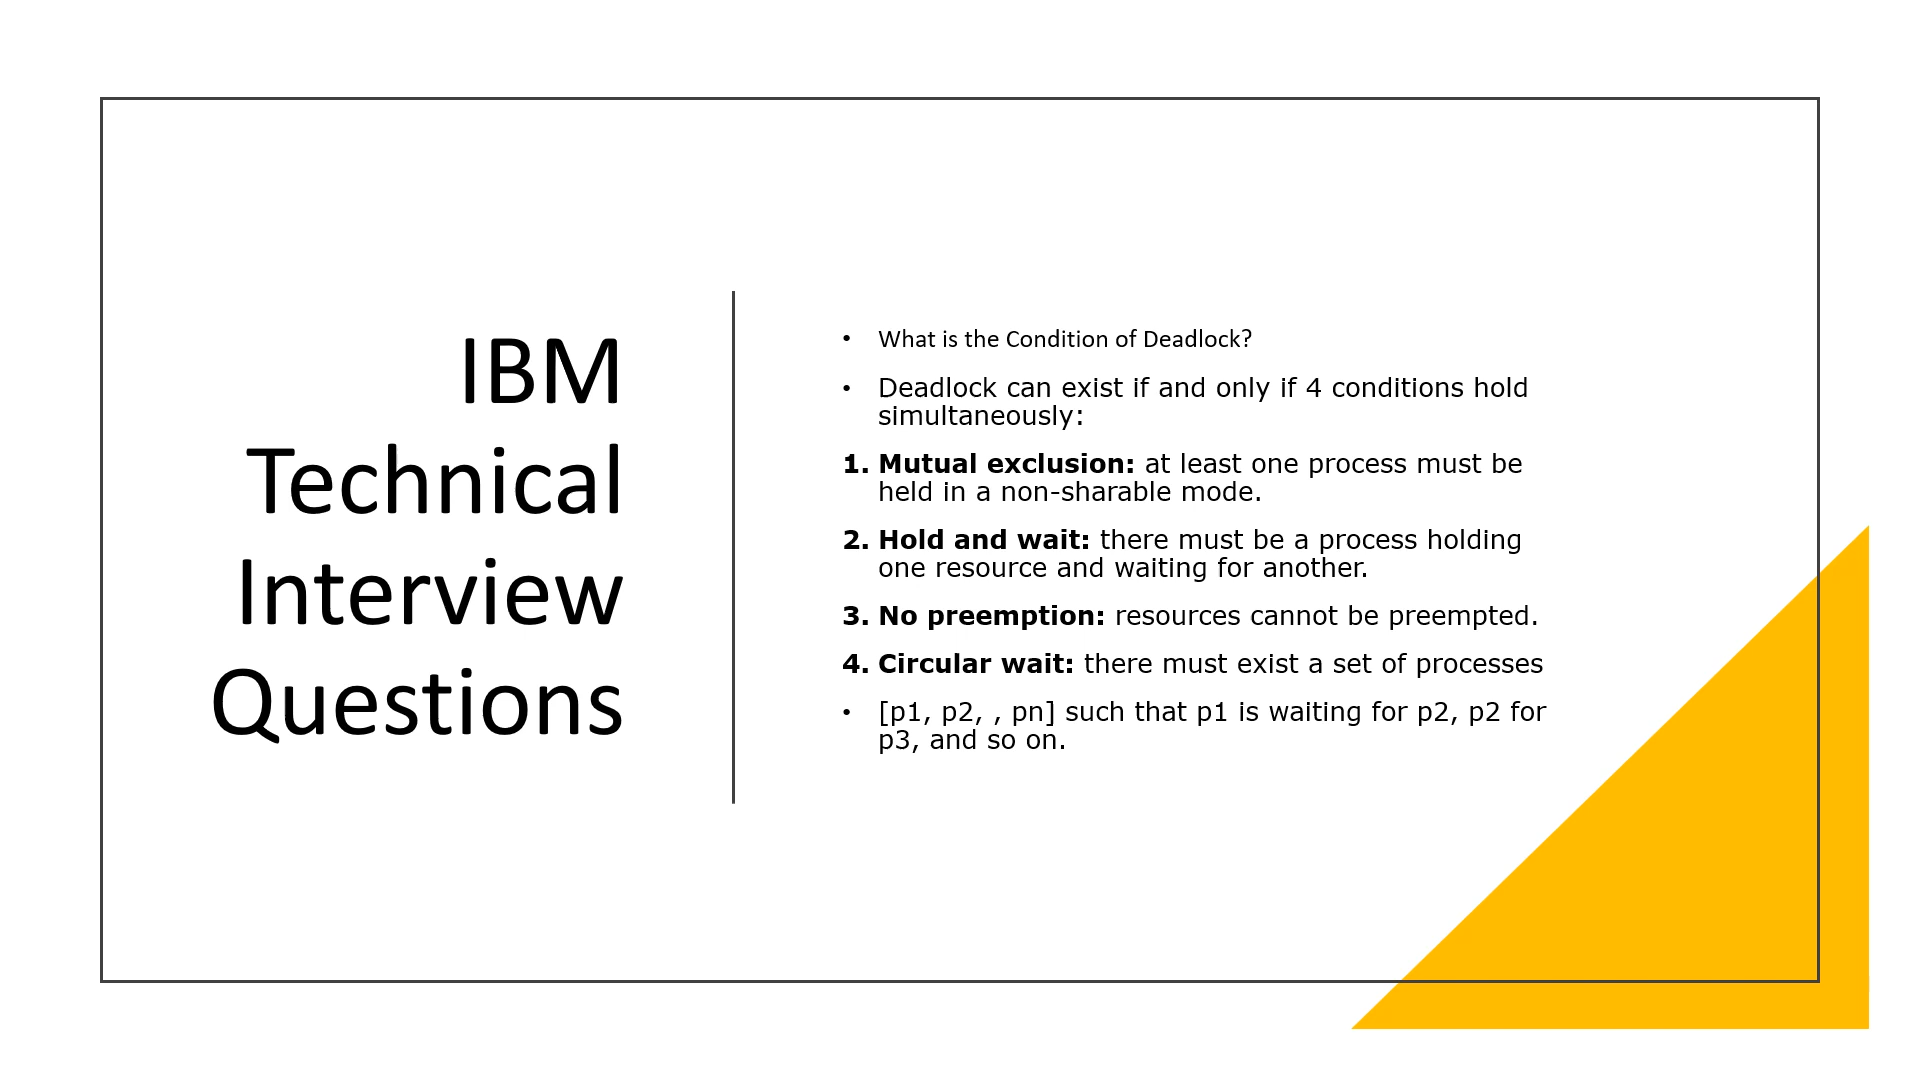 IBM
Technical
Interview
Questions
• What is the Condition of Deadlock?
• Deadlock can exist if and only if 4 conditions hold
simultaneously:
1. Mutual exclusion: at least one process must be
held in a non-sharable mode.
2. Hold and wait: there must be a process holding
one resource and waiting for another.
3. No preemption: resources cannot be preempted.
4. Circular wait: there must exist a set of processes
• [p1, p2, , pn] such that p1 is waiting for p2, p2 for
p3, and so on.